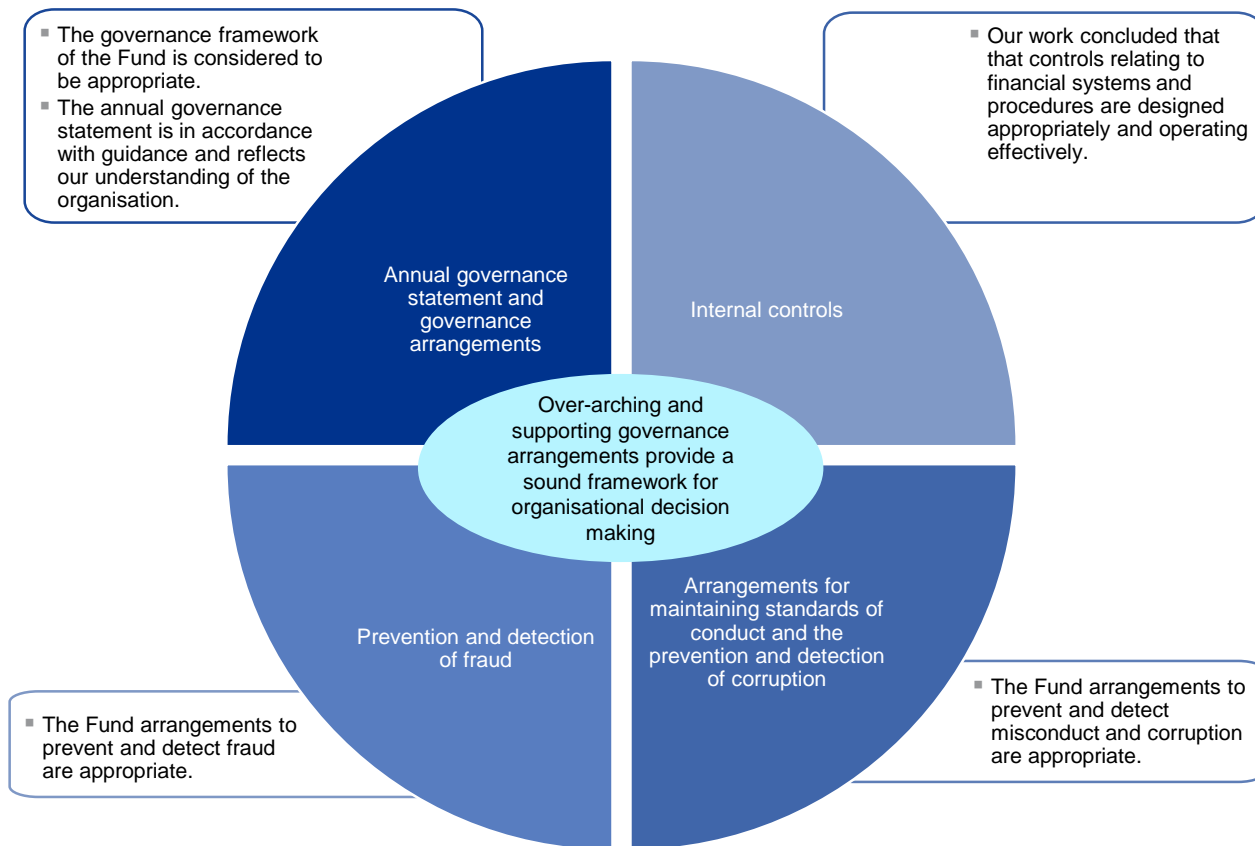 ▪ The governance framework
of the Fund is considered to
be appropriate.
▪ The annual governance
statement is in accordance
with guidance and reflects
our understanding of the
organisation.
▪ Our work concluded that
that controls relating to
financial systems and
procedures are designed
appropriately and operating
effectively.
Annual governance
statement and
governance
arrangements
Internal controls
Over-arching and
supporting governance
arrangements provide a
sound framework for
organisational decision
making
Prevention and detection
of fraud
Arrangements for
maintaining standards of
conduct and the
prevention and detection
of corruption
▪ The Fund arrangements to
prevent and detect fraud
are appropriate.
▪ The Fund arrangements to
prevent and detect
misconduct and corruption
are appropriate.